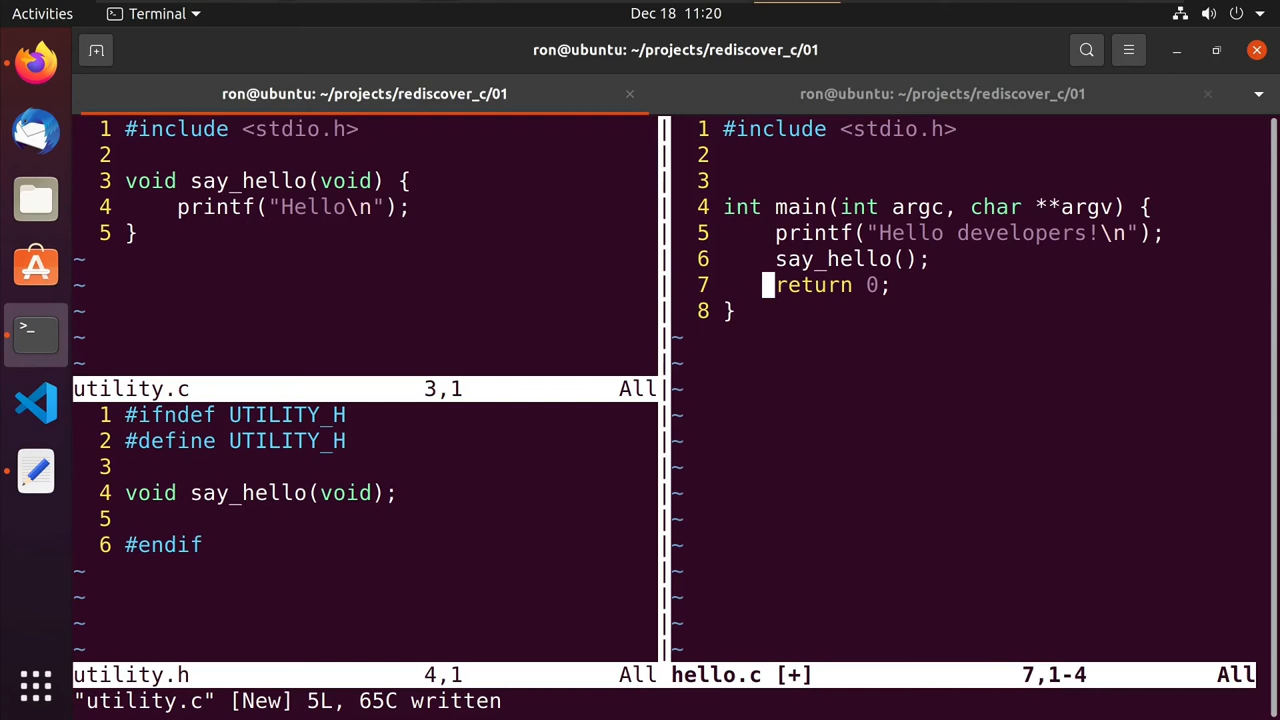 Activities Terminal Dec 18 11:20
ron@ubuntu: ~/projects/rediscover_c/01
ron@ubuntu: ~/projects/rediscover_c/01 ron@ubuntu: ~/projects/rediscover_c/01
1 #include <stdio.h>
2
3 void say_hello(void) {
4     printf("Hello\n");
5 }
~
~
~
~
~
utility.c 3,1 All
1 #ifndef UTILITY_H
2 #define UTILITY_H
3
4 void say_hello(void);
5
6 #endif
~
~
~
~
utility.h 4,1 All
"utility.c" [New] 5L, 65C written
1 #include <stdio.h>
2
3
4 int main(int argc, char **argv) {
5     printf("Hello developers!\n");
6     say_hello();
7     return 0;
8 }
~
~
~
~
~
~
~
~
~
~
~
~
~
hello.c [+] 7,1-4 All